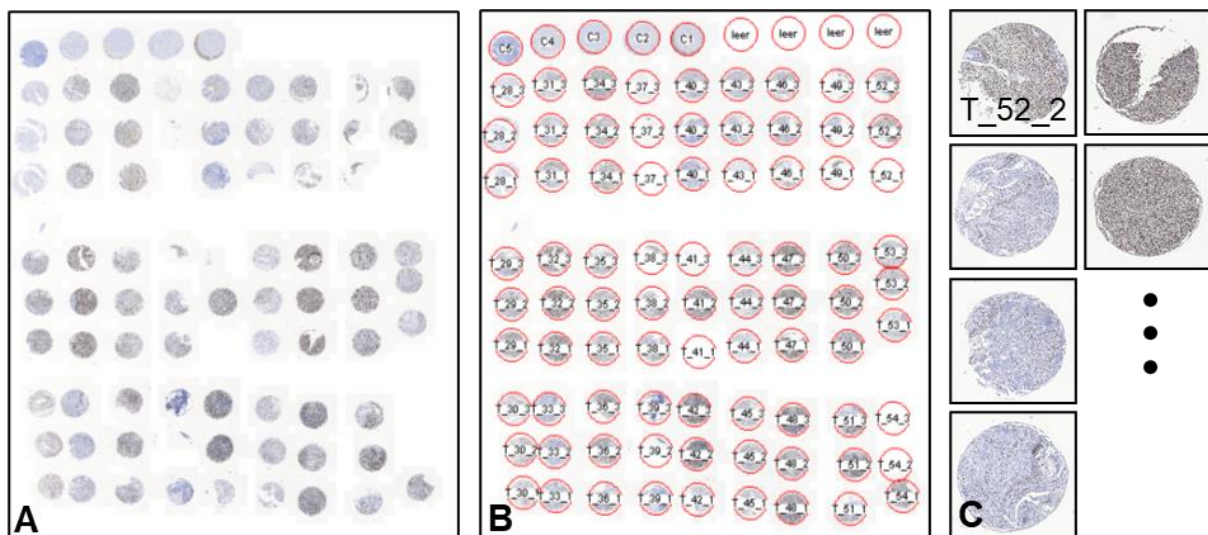 C5 C4 C3 C2 C1 leer leer leer leer
T_28_3 T_31_3 T_34_3 T_37_3 T_40_3 T_43_3 T_46_3 T_49_3 T_52_3
T_28_2 T_31_2 T_34_2 T_37_2 T_40_2 T_43_2 T_46_2 T_49_2 T_52_2
T_28_1 T_31_1 T_34_1 T_37_1 T_40_1 T_43_1 T_46_1 T_49_1 T_52_1
T_29_3 T_32_3 T_35_3 T_38_3 T_41_3 T_44_3 T_47_3 T_50_3 T_53_3
T_29_2 T_32_2 T_35_2 T_38_2 T_41_2 T_44_2 T_47_2 T_50_2 T_53_2
T_29_1 T_32_1 T_35_1 T_38_1 T_41_1 T_44_1 T_47_1 T_50_1 T_53_1
T_30_3 T_33_3 T_36_3 T_39_3 T_42_3 T_45_3 T_48_3 T_51_3 T_54_3
T_30_2 T_33_2 T_36_2 T_39_2 T_42_2 T_45_2 T_48_2 T_51_2 T_54_2
T_30_1 T_33_1 T_36_1 T_39_1 T_42_1 T_45_1 T_48_1 T_51_1 T_54_1
T_52_2
A
B
C